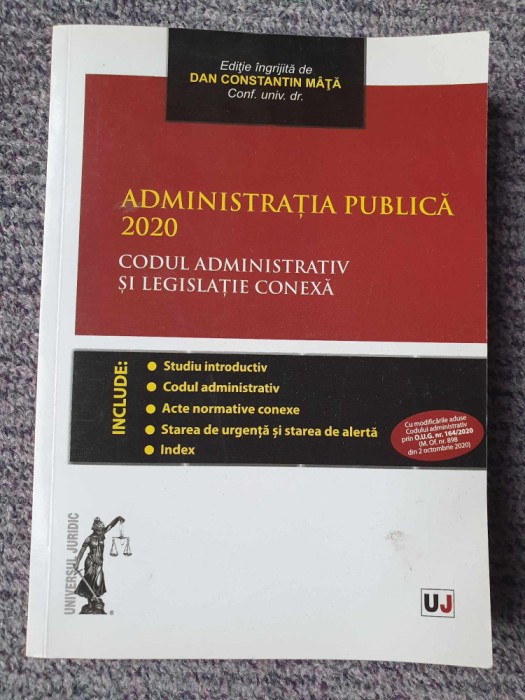 Ediție îngrijită de
DAN CONSTANTIN MÂȚĂ
Conf. univ. dr.
ADMINISTRAȚIA PUBLICĂ
2020
CODUL ADMINISTRATIV
ȘI LEGISLAȚIE CONEXĂ
INCLUDE:
• Studiu introductiv
• Codul administrativ
• Acte normative conexe
• Starea de urgență și starea de alertă
• Index
Cu modificările aduse
Codului administrativ
prin O.U.G. nr. 164/2020
(M. Of. nr. 898
din 2 octombrie 2020)
UNIVERSUL JURIDIC
®
UJ